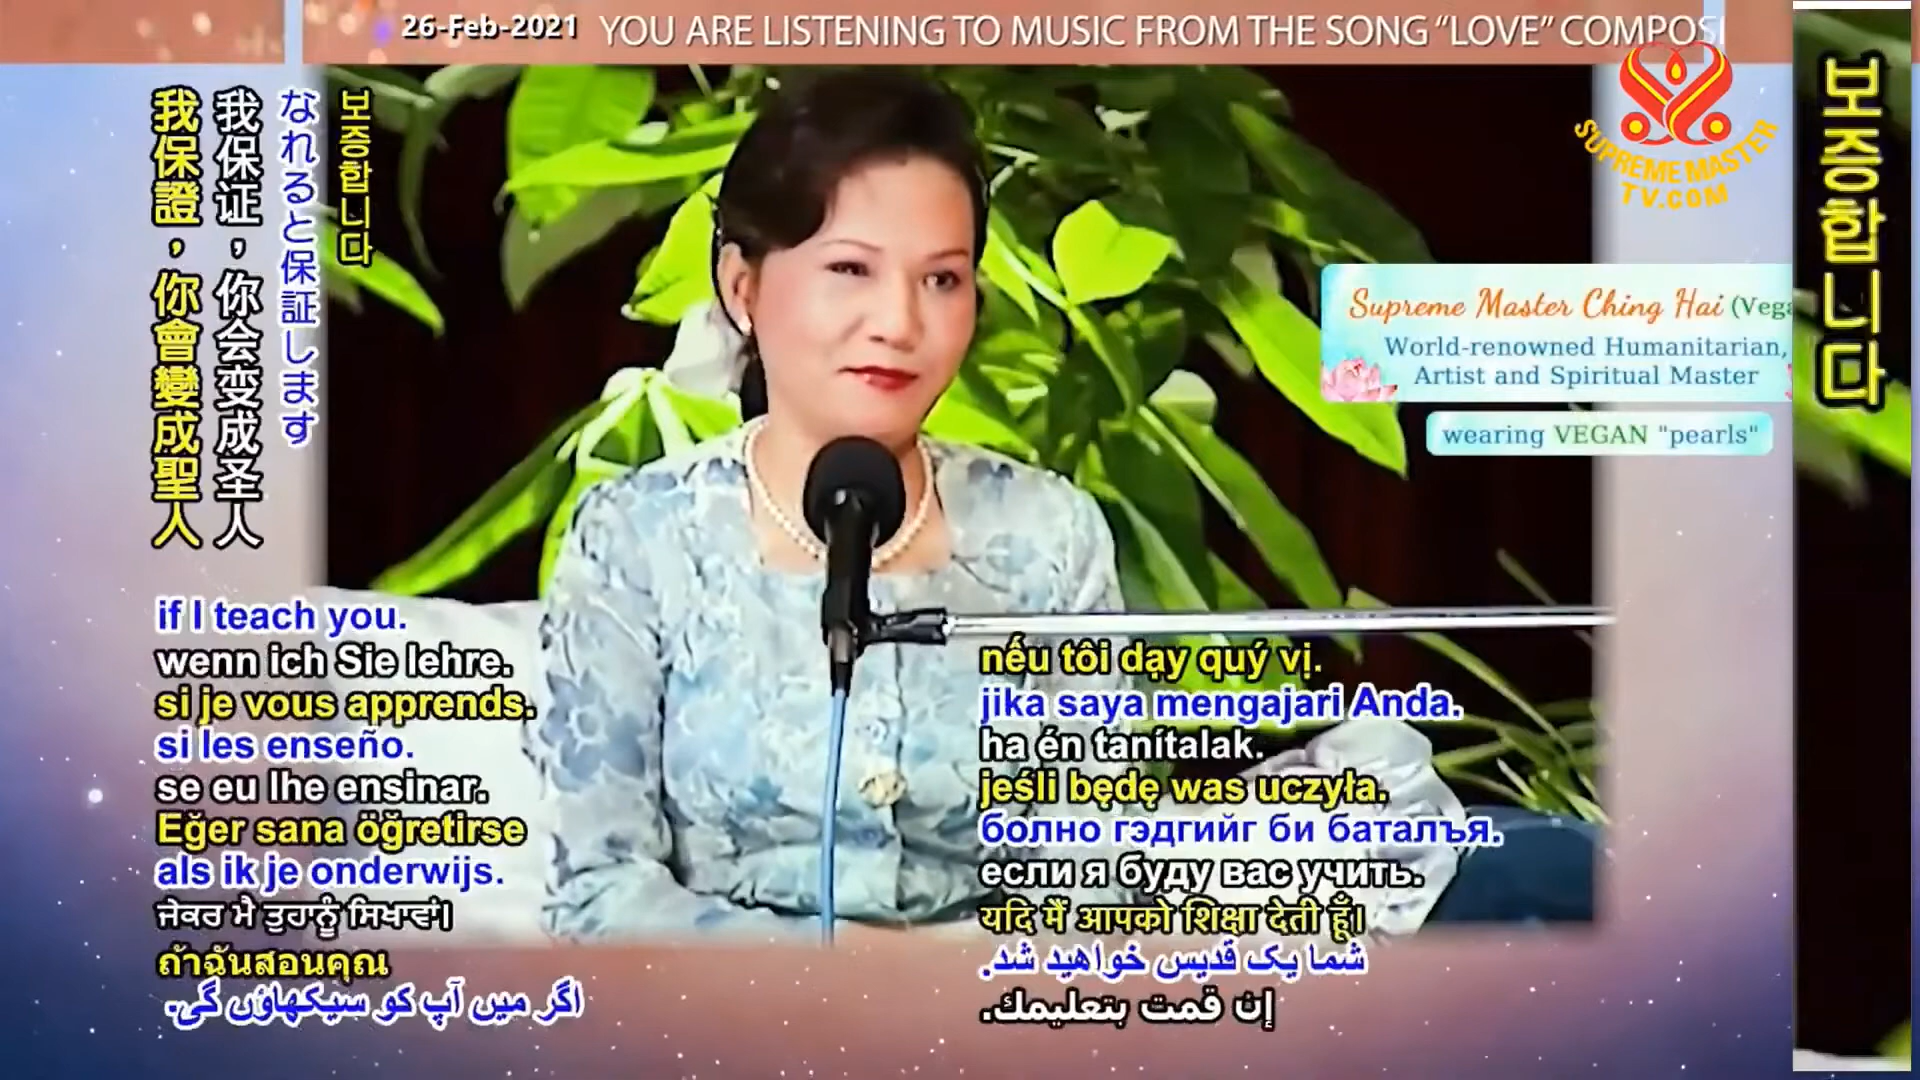 26-Feb-2021
YOU ARE LISTENING TO MUSIC FROM THE SONG “LOVE” COMPOSI
SUPREME MASTER
TV.COM
보증합니다
なれると保証します
我保证，你会变成圣人
我保證，你會變成聖人
보증합니다
Supreme Master Ching Hai (Vega
World-renowned Humanitarian,
Artist and Spiritual Master
wearing VEGAN "pearls"
if I teach you.
wenn ich Sie lehre.
si je vous apprends.
si les enseño.
se eu lhe ensinar.
Eğer sana öğretirse
als ik je onderwijs.
ਜੇਕਰ ਮੈ ਤੁਹਾਨੂੰ ਸਿਖਾਵਾਂ।
ถ้าฉันสอนคุณ
اگر میں آپ کو سیکھاؤں گی۔
nếu tôi dạy quý vị.
jika saya mengajari Anda.
ha én tanítalak.
jeśli będę was uczyła.
болно гэдгийг би баталъя.
если я буду вас учить.
यदि मैं आपको शिक्षा देती हूँ।
شما یک قدیس خواهید شد.
إن قمت بتعليمك.